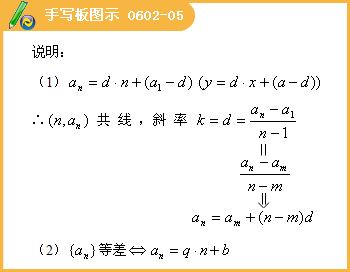 手写板图示 0602-05
说明：
（1） aₙ = d · n + (a₁ − d) (y = d · x + (a − d))
∴ (n, aₙ) 共 线 ，斜 率 k = d = (aₙ − a₁)/(n − 1)
||
(aₙ − aₘ)/(n − m)
⇓
aₙ = aₘ + (n − m)d
（2） {aₙ} 等差 ⇔ aₙ = q · n + b